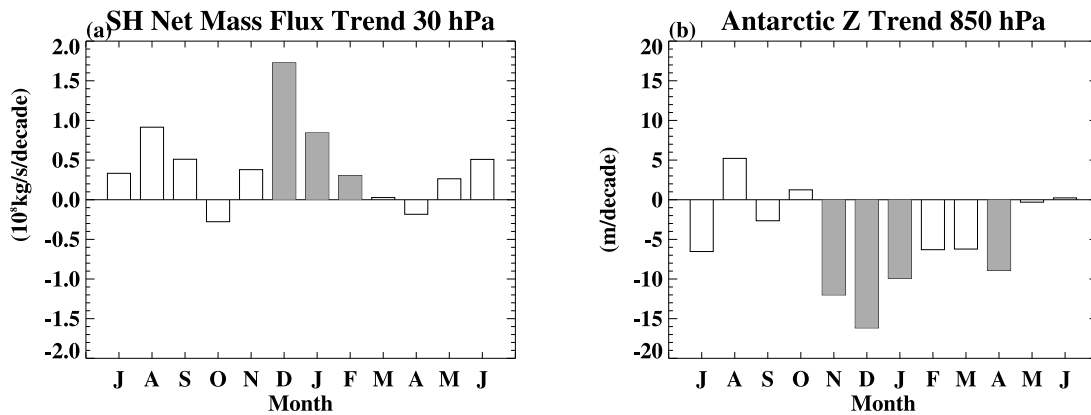 (a) SH Net Mass Flux Trend 30 hPa
2.0
1.5
1.0
0.5
0.0
-0.5
-1.0
-1.5
-2.0
(10⁸kg/s/decade)
J A S O N D J F M A M J
Month
(b) Antarctic Z Trend 850 hPa
20
15
10
5
0
-5
-10
-15
-20
(m/decade)
J A S O N D J F M A M J
Month